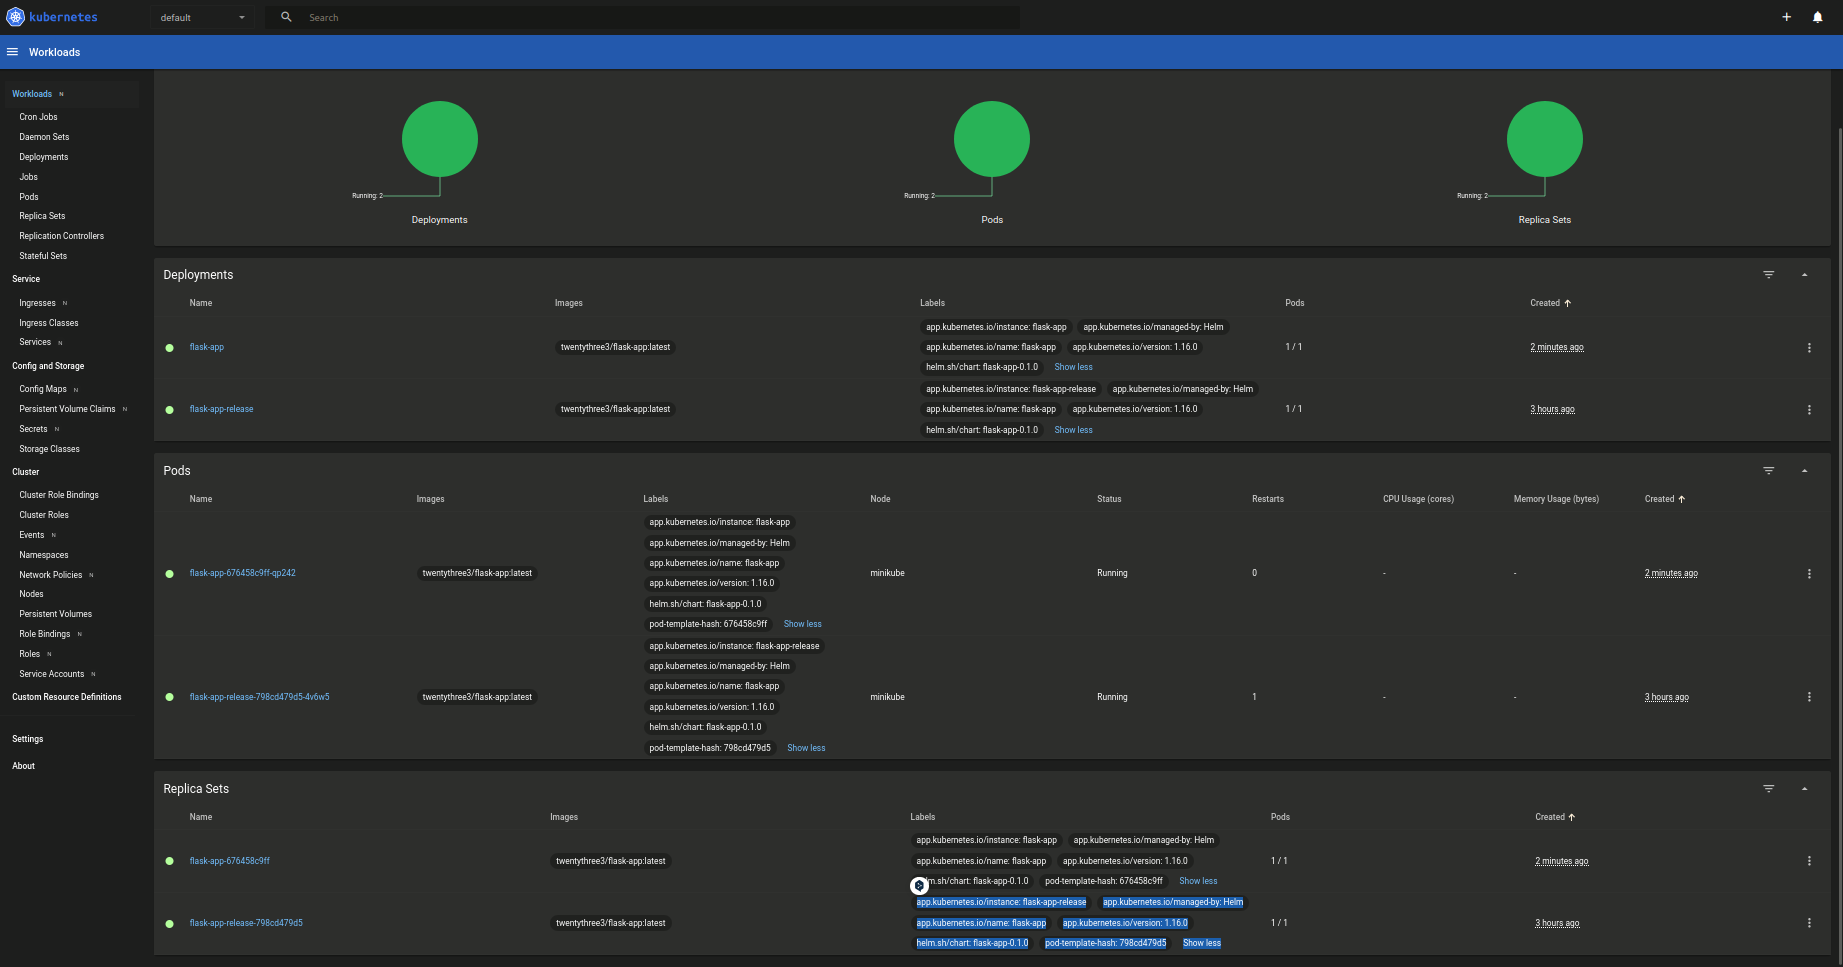 kubernetes
default
Search
Workloads
Workloads N
Cron Jobs
Daemon Sets
Deployments
Jobs
Pods
Replica Sets
Replication Controllers
Stateful Sets
Service
Ingresses N
Ingress Classes
Services N
Config and Storage
Config Maps N
Persistent Volume Claims N
Secrets N
Storage Classes
Cluster
Cluster Role Bindings
Cluster Roles
Events N
Namespaces
Network Policies N
Nodes
Persistent Volumes
Role Bindings N
Roles N
Service Accounts N
Custom Resource Definitions
Settings
About
Running: 2
Deployments
Running: 2
Pods
Running: 2
Replica Sets
Deployments
Name Images Labels Pods Created
app.kubernetes.io/instance: flask-app app.kubernetes.io/managed-by: Helm
flask-app twentythree3/flask-app:latest app.kubernetes.io/name: flask-app app.kubernetes.io/version: 1.16.0 1 / 1 2 minutes ago
helm.sh/chart: flask-app-0.1.0 Show less
app.kubernetes.io/instance: flask-app-release app.kubernetes.io/managed-by: Helm
flask-app-release twentythree3/flask-app:latest app.kubernetes.io/name: flask-app app.kubernetes.io/version: 1.16.0 1 / 1 3 hours ago
helm.sh/chart: flask-app-0.1.0 Show less
Pods
Name Images Labels Node Status Restarts CPU Usage (cores) Memory Usage (bytes) Created
app.kubernetes.io/instance: flask-app
app.kubernetes.io/managed-by: Helm
app.kubernetes.io/name: flask-app
flask-app-676458c9ff-qp242 twentythree3/flask-app:latest minikube Running 0 - - 2 minutes ago
app.kubernetes.io/version: 1.16.0
helm.sh/chart: flask-app-0.1.0
pod-template-hash: 676458c9ff Show less
app.kubernetes.io/instance: flask-app-release
app.kubernetes.io/managed-by: Helm
app.kubernetes.io/name: flask-app
flask-app-release-798cd479d5-4v6w5 twentythree3/flask-app:latest minikube Running 1 - - 3 hours ago
app.kubernetes.io/version: 1.16.0
helm.sh/chart: flask-app-0.1.0
pod-template-hash: 798cd479d5 Show less
Replica Sets
Name Images Labels Pods Created
app.kubernetes.io/instance: flask-app app.kubernetes.io/managed-by: Helm
flask-app-676458c9ff twentythree3/flask-app:latest app.kubernetes.io/name: flask-app app.kubernetes.io/version: 1.16.0 1 / 1 2 minutes ago
lm.sh/chart: flask-app-0.1.0 pod-template-hash: 676458c9ff Show less
app.kubernetes.io/instance: flask-app-release app.kubernetes.io/managed-by: Helm
flask-app-release-798cd479d5 twentythree3/flask-app:latest app.kubernetes.io/name: flask-app app.kubernetes.io/version: 1.16.0 1 / 1 3 hours ago
helm.sh/chart: flask-app-0.1.0 pod-template-hash: 798cd479d5 Show less